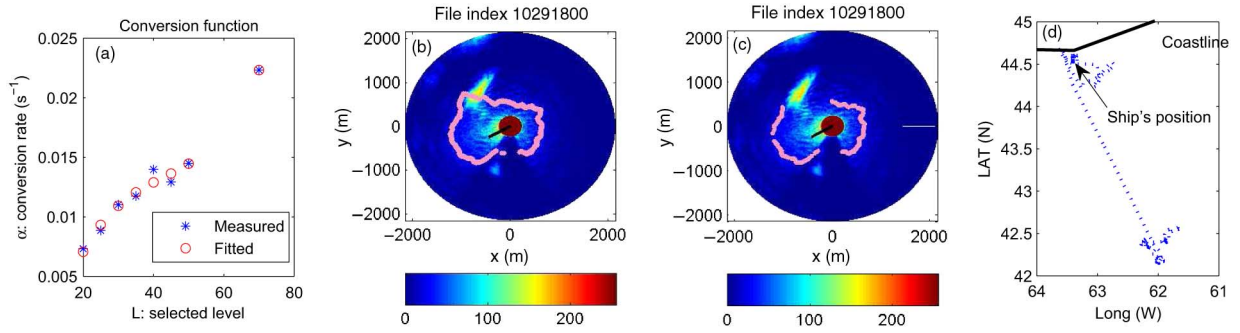 Conversion function
(a)
0.025
0.02
0.015
0.01
0.005
20 40 60 80
α: conversion rate (s⁻¹)
L: selected level
Measured
Fitted
File index 10291800
(b)
2000
1000
0
−1000
−2000
−2000 0 2000
y (m)
x (m)
0 100 200
File index 10291800
(c)
2000
1000
0
−1000
−2000
−2000 0 2000
y (m)
x (m)
0 100 200
(d)
Coastline
Ship's position
45
44.5
44
43.5
43
42.5
42
64 63 62 61
LAT (N)
Long (W)